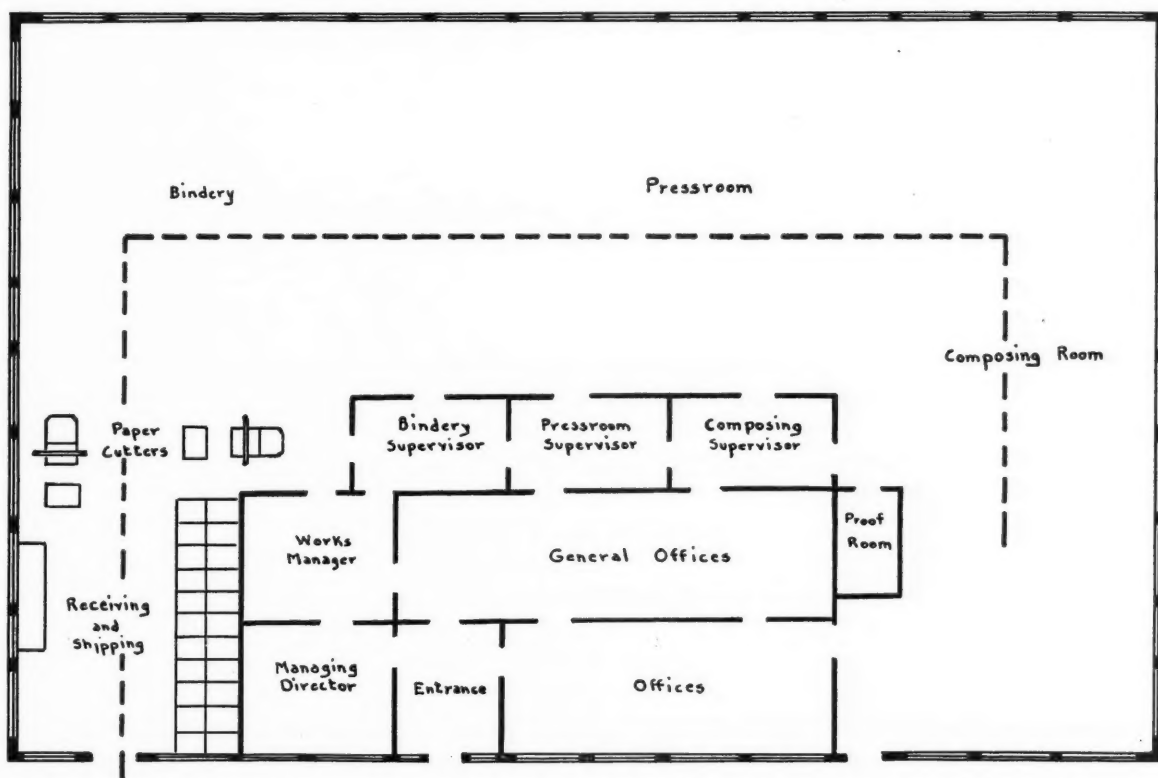 Bindery
Pressroom
Composing Room
Paper
Cutters
Bindery
Supervisor
Pressroom
Supervisor
Composing
Supervisor
Works
Manager
General Offices
Proof
Room
Receiving
and
Shipping
Managing
Director
Entrance
Offices